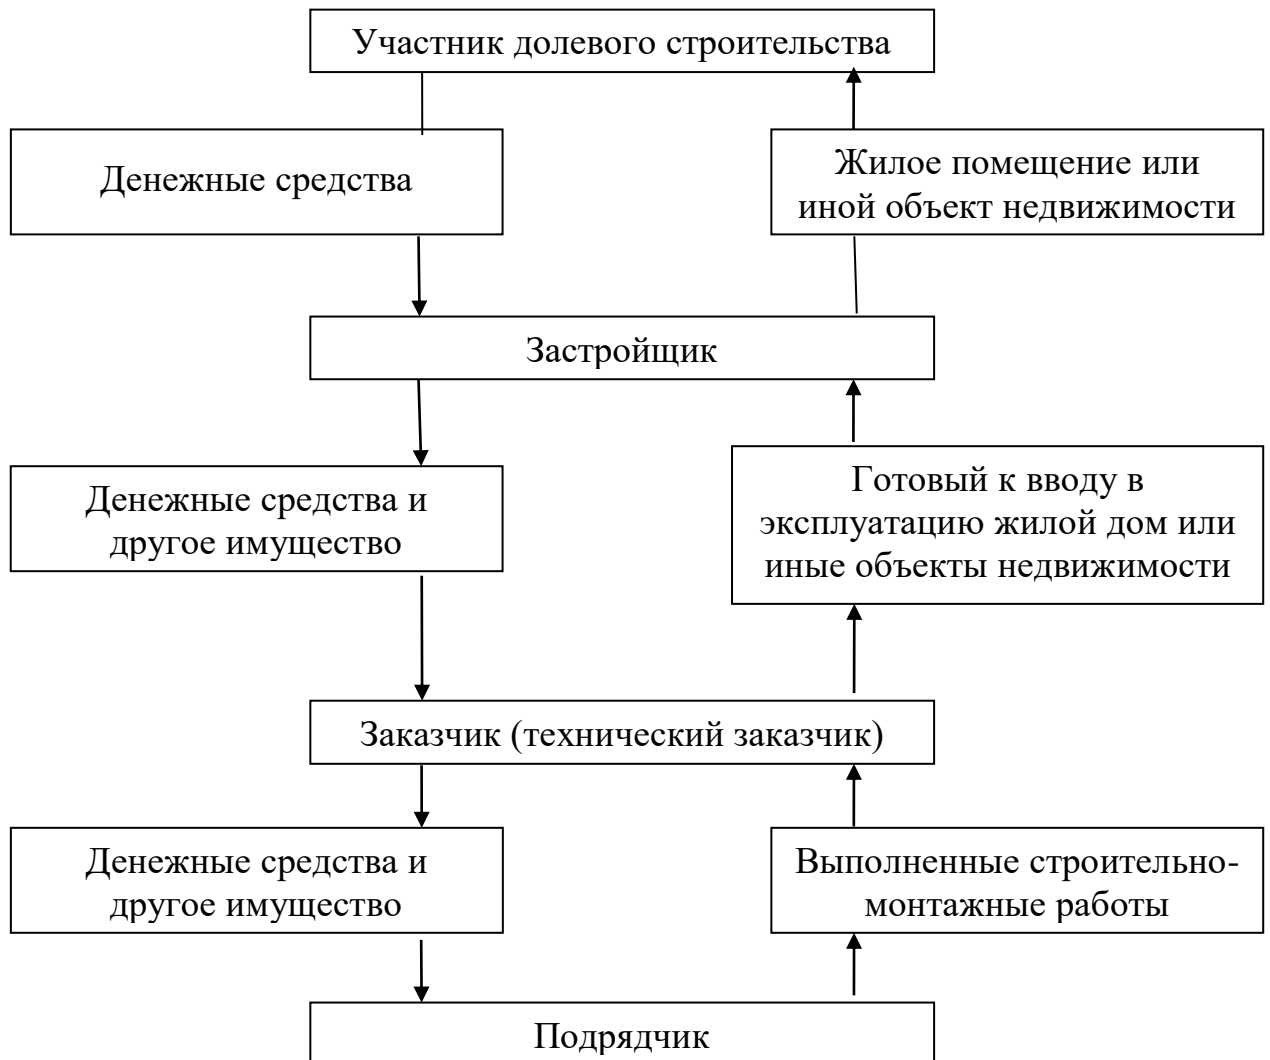 Участник долевого строительства
Денежные средства
Жилое помещение или
иной объект недвижимости
Застройщик
Денежные средства и
другое имущество
Готовый к вводу в
эксплуатацию жилой дом или
иные объекты недвижимости
Заказчик (технический заказчик)
Денежные средства и
другое имущество
Выполненные строительно-
монтажные работы
Подрядчик